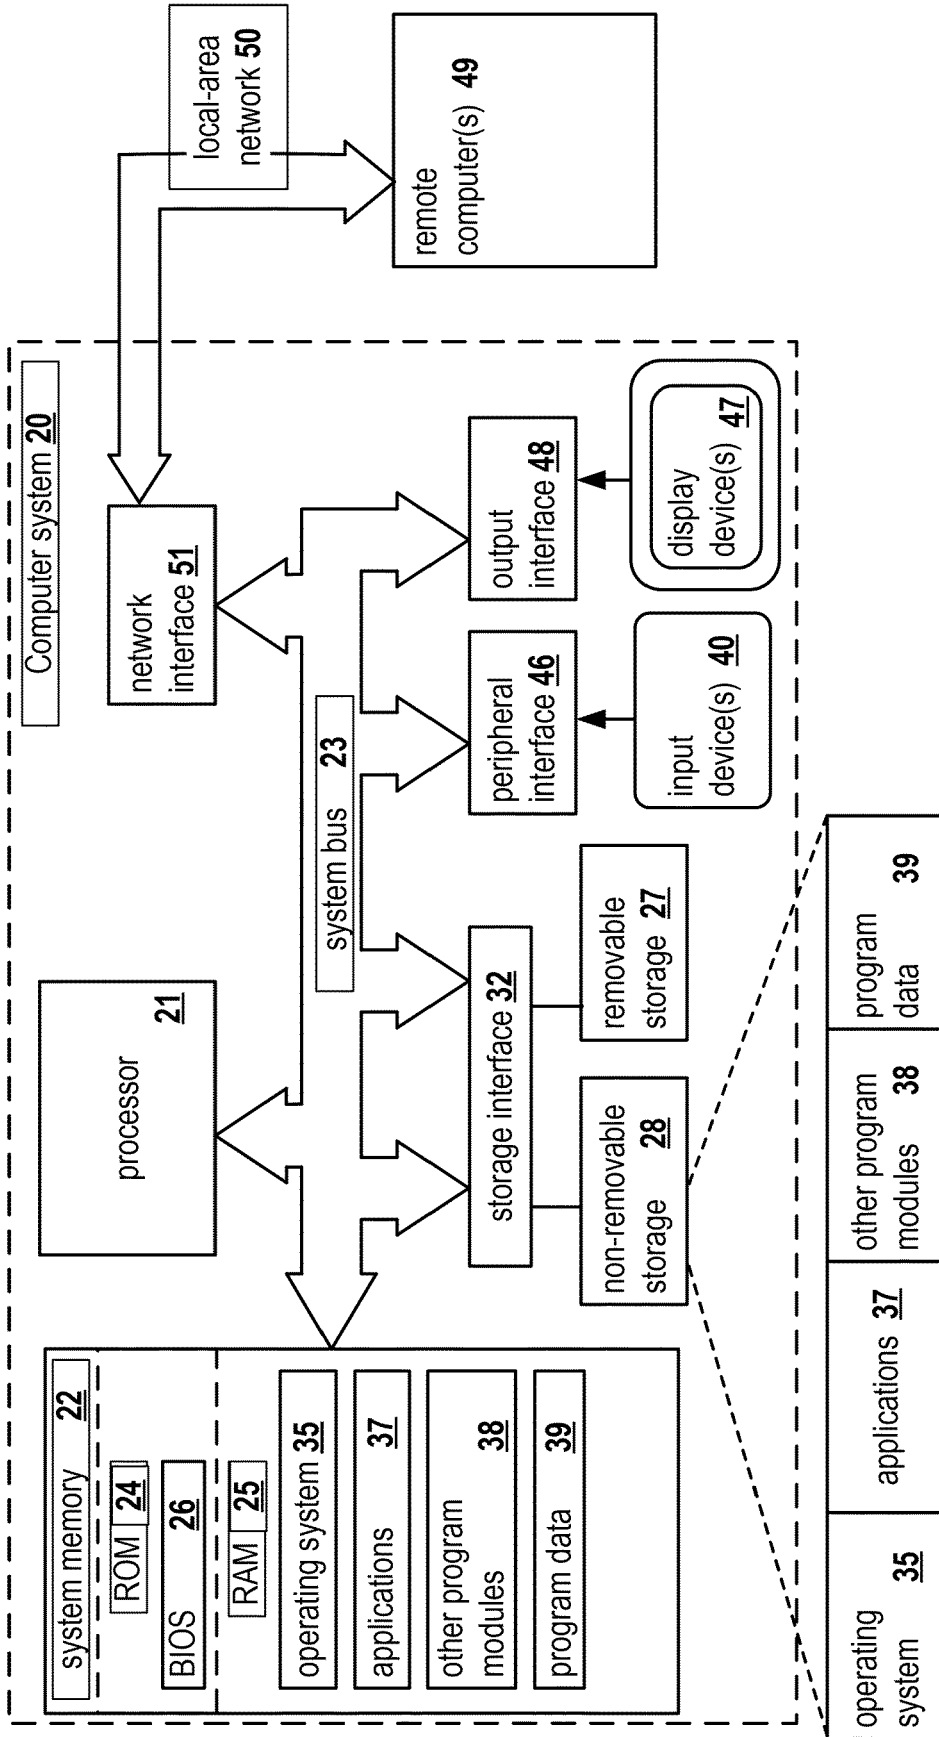 Computer system 20
system memory 22
ROM 24
BIOS 26
RAM 25
operating system 35
applications 37
other program
modules 38
program data 39
processor
21
system bus 23
network
interface 51
local-area
network 50
remote
computer(s) 49
storage interface 32
non-removable
storage 28
removable
storage 27
peripheral
interface 46
output
interface 48
input
device(s) 40
display
device(s) 47
operating
system 35
applications 37
other program
modules 38
program
data 39